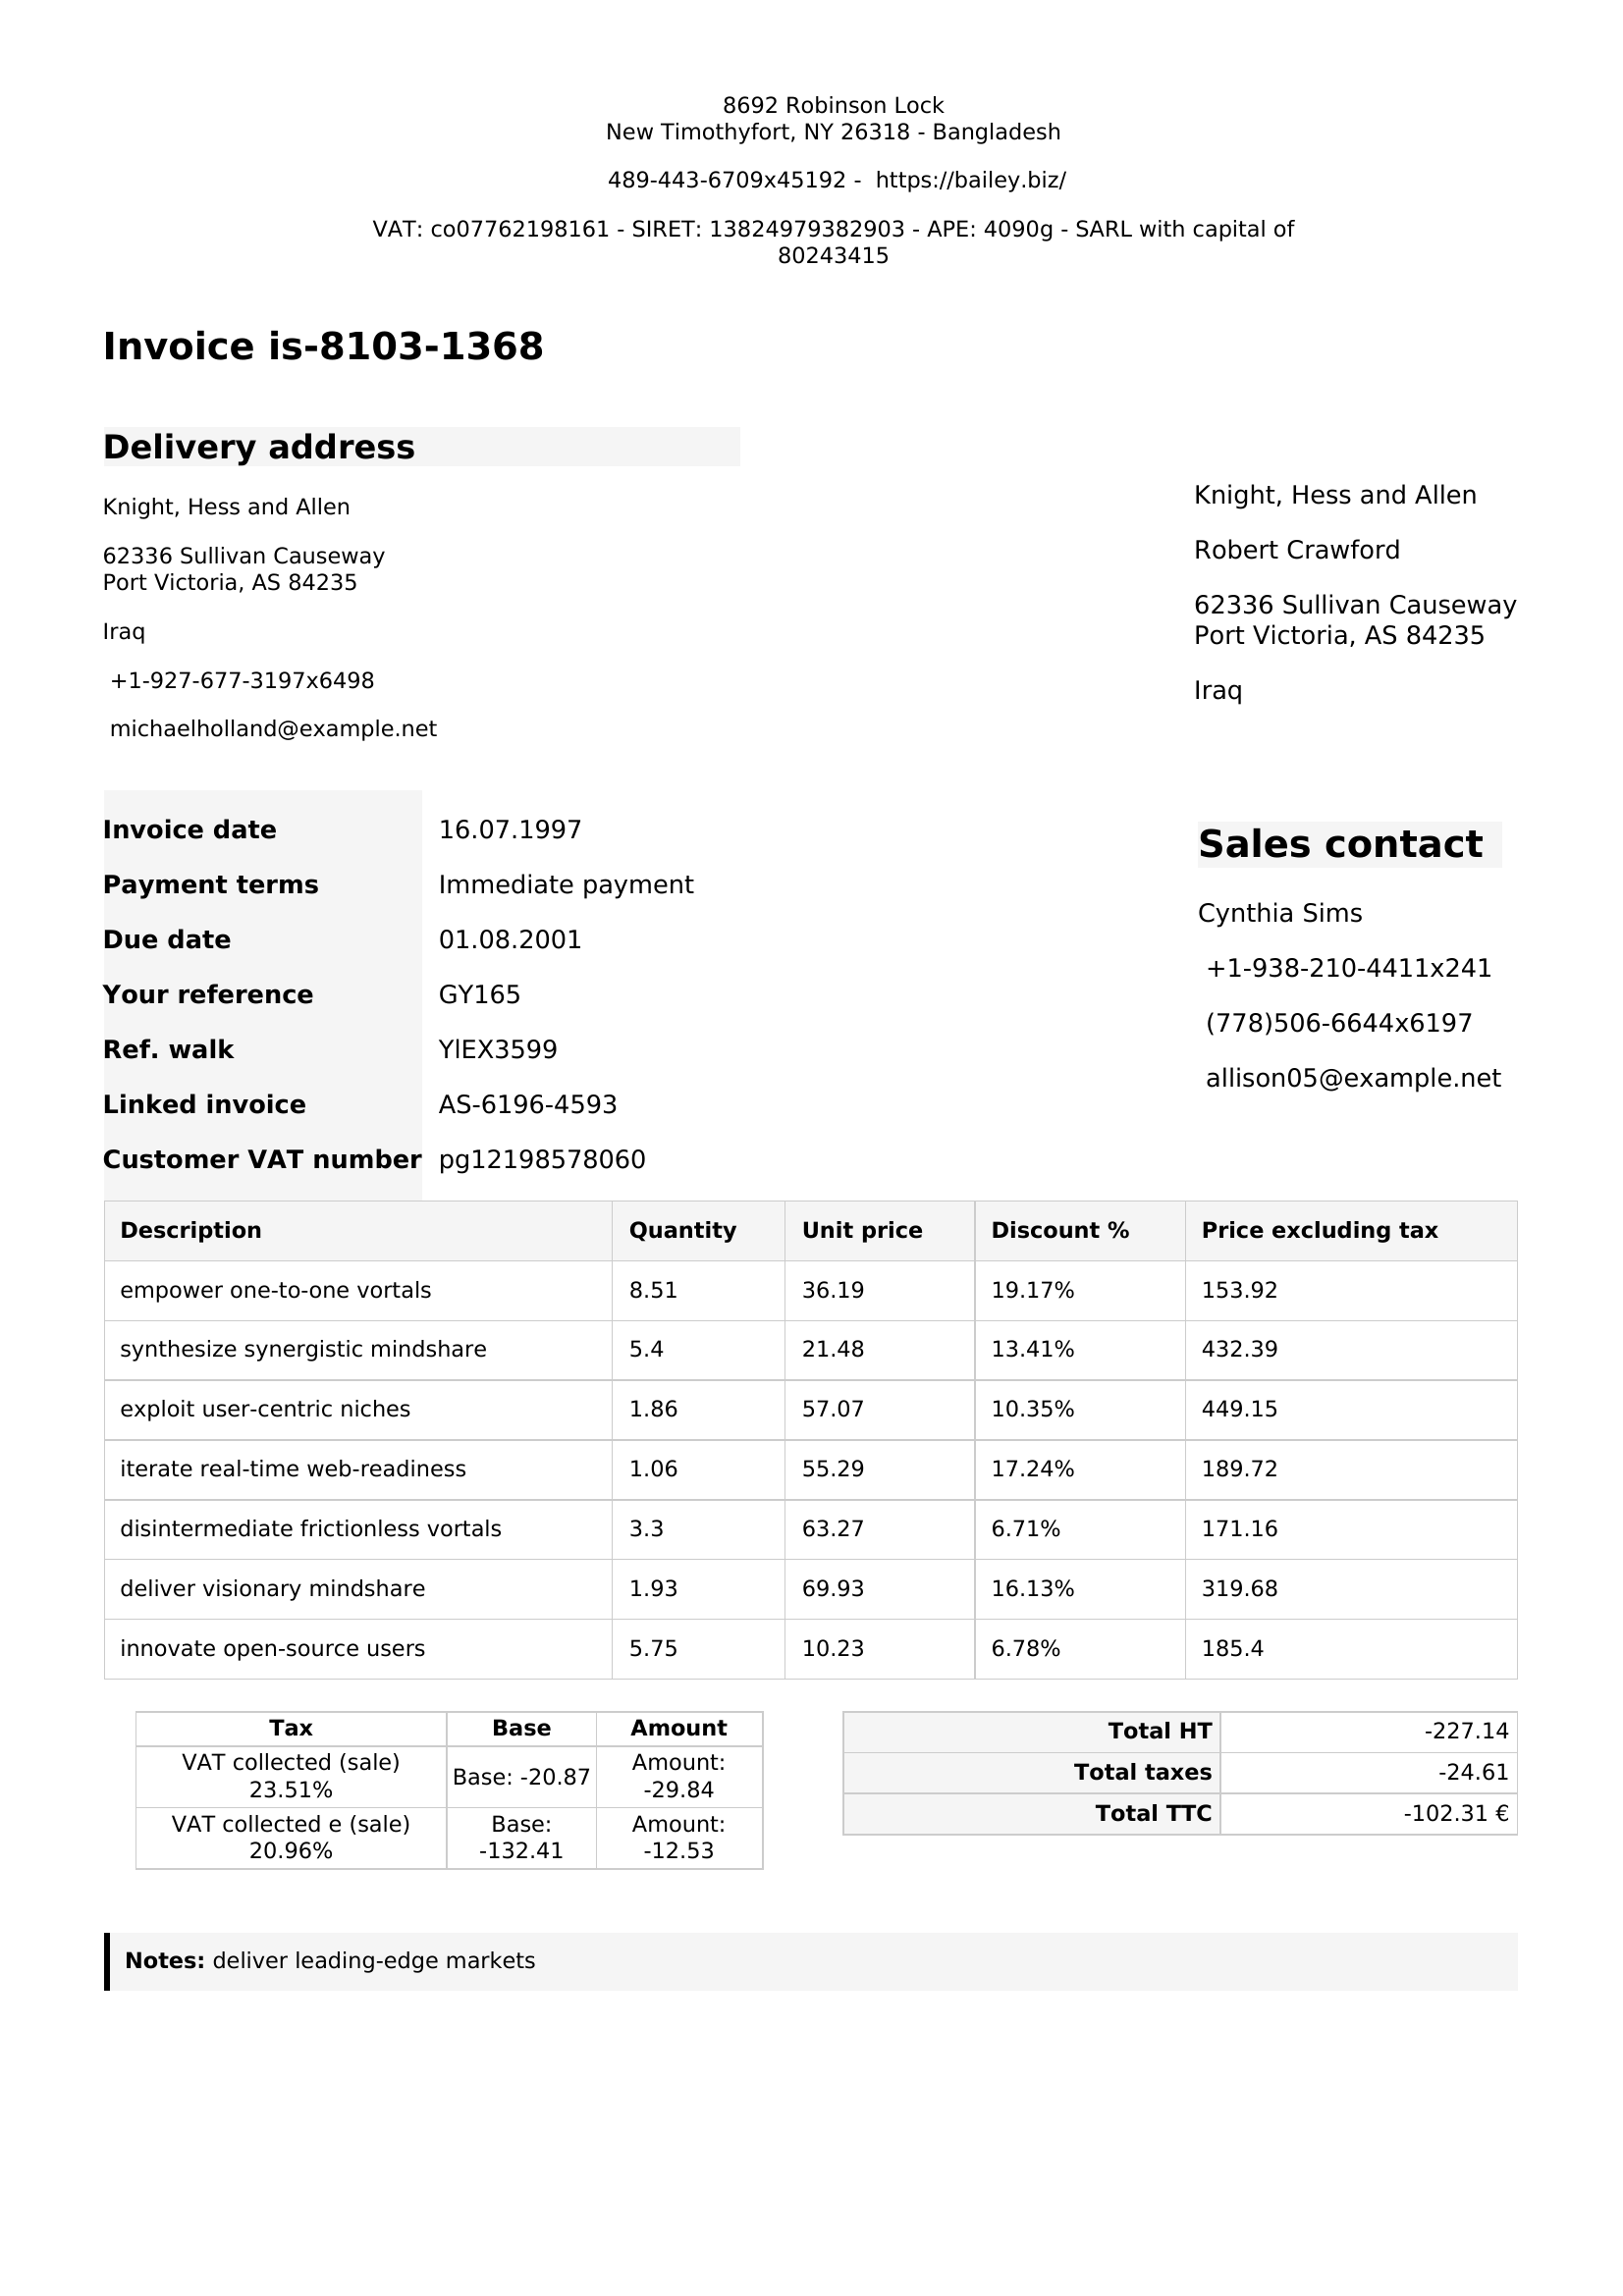 8692 Robinson Lock
New Timothyfort, NY 26318 - Bangladesh
489-443-6709x45192 - https://bailey.biz/
VAT: co07762198161 - SIRET: 13824979382903 - APE: 4090g - SARL with capital of
80243415
Invoice is-8103-1368
Delivery address
Knight, Hess and Allen
62336 Sullivan Causeway
Port Victoria, AS 84235
Iraq
+1-927-677-3197x6498
michaelholland@example.net
Knight, Hess and Allen
Robert Crawford
62336 Sullivan Causeway
Port Victoria, AS 84235
Iraq
Invoice date 16.07.1997
Payment terms Immediate payment
Due date 01.08.2001
Your reference GY165
Ref. walk YlEX3599
Linked invoice AS-6196-4593
Customer VAT number pg12198578060
Sales contact
Cynthia Sims
+1-938-210-4411x241
(778)506-6644x6197
allison05@example.net
Description Quantity Unit price Discount % Price excluding tax
empower one-to-one vortals 8.51 36.19 19.17% 153.92
synthesize synergistic mindshare 5.4 21.48 13.41% 432.39
exploit user-centric niches 1.86 57.07 10.35% 449.15
iterate real-time web-readiness 1.06 55.29 17.24% 189.72
disintermediate frictionless vortals 3.3 63.27 6.71% 171.16
deliver visionary mindshare 1.93 69.93 16.13% 319.68
innovate open-source users 5.75 10.23 6.78% 185.4
Tax Base Amount
VAT collected (sale)
23.51%
Base: -20.87
Amount:
-29.84
VAT collected e (sale)
20.96%
Base:
-132.41
Amount:
-12.53
Total HT -227.14
Total taxes -24.61
Total TTC -102.31 €
Notes: deliver leading-edge markets